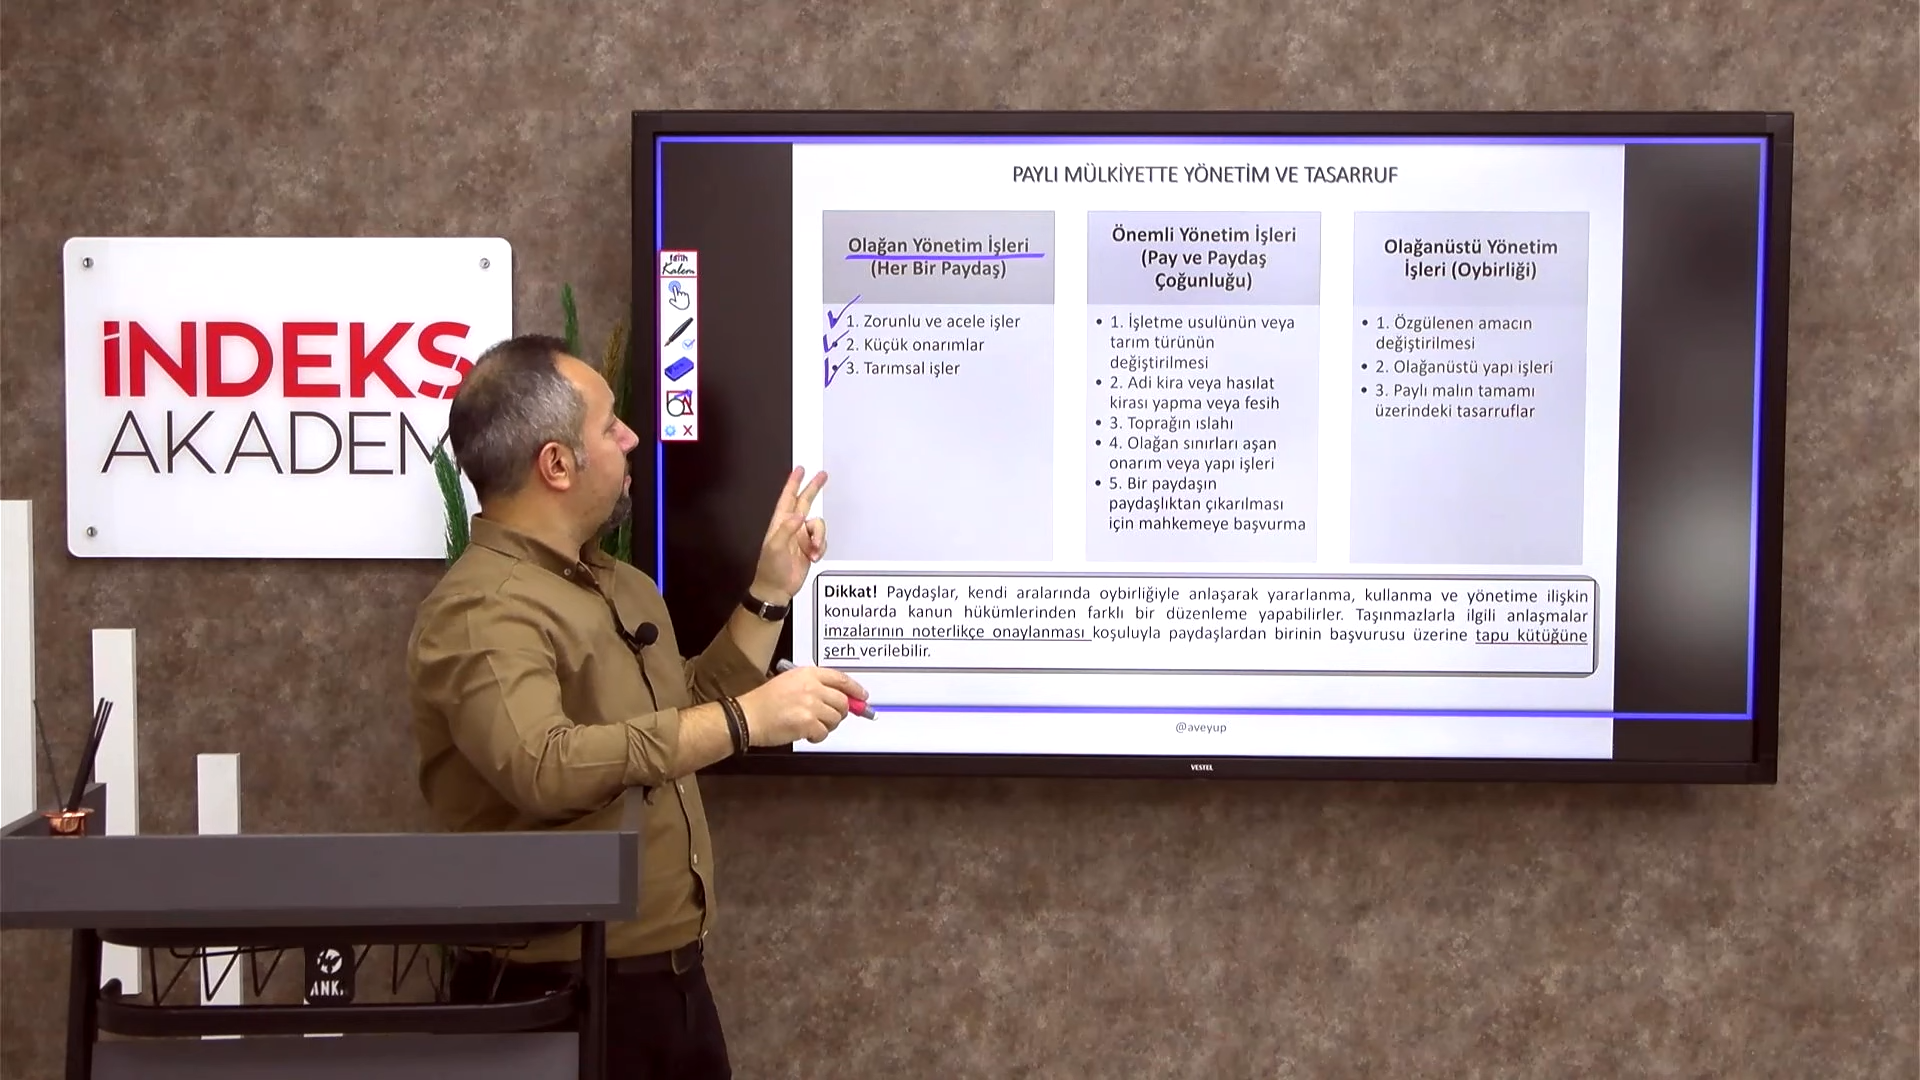 İNDEKS
AKADEM
PAYLI MÜLKİYETTE YÖNETİM VE TASARRUF
Olağan Yönetim İşleri
(Her Bir Paydaş)
1. Zorunlu ve acele işler
2. Küçük onarımlar
3. Tarımsal işler
Önemli Yönetim İşleri
(Pay ve Paydaş
Çoğunluğu)
• 1. İşletme usulünün veya
tarım türünün
değiştirilmesi
• 2. Adi kira veya hasılat
kirası yapma veya fesih
• 3. Toprağın ıslahı
• 4. Olağan sınırları aşan
onarım veya yapı işleri
• 5. Bir paydaşın
paydaşlıktan çıkarılması
için mahkemeye başvurma
Olağanüstü Yönetim
İşleri (Oybirliği)
• 1. Özgülenen amacın
değiştirilmesi
• 2. Olağanüstü yapı işleri
• 3. Paylı malın tamamı
üzerindeki tasarruflar
Dikkat! Paydaşlar, kendi aralarında oybirliğiyle anlaşarak yararlanma, kullanma ve yönetime ilişkin
konularda kanun hükümlerinden farklı bir düzenleme yapabilirler. Taşınmazlarla ilgili anlaşmalar
imzalarının noterlikçe onaylanması koşuluyla paydaşlardan birinin başvurusu üzerine tapu kütüğüne
şerh verilebilir.
@aveyup
VESTEL
Kalem
ANK